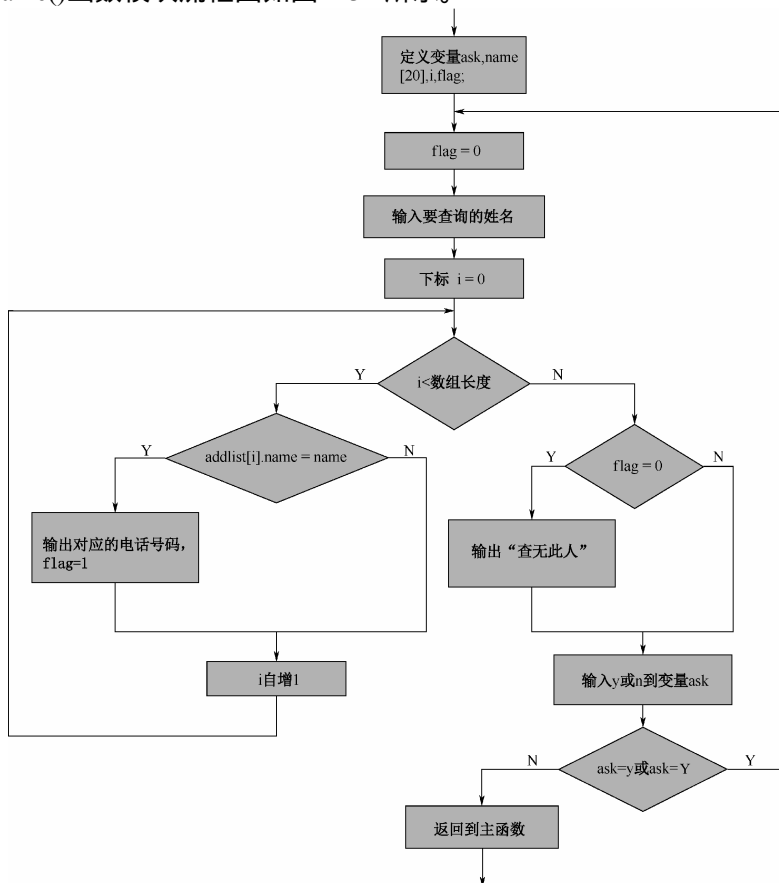 定义变量ask,name
[20],i,flag;
flag = 0
输入要查询的姓名
下标 i = 0
i<数组长度
Y
N
addlist[i].name = name
Y
N
flag = 0
Y
N
输出对应的电话号码,
flag=1
输出“查无此人”
i自增1
输入y或n到变量ask
ask=y或ask=Y
N
Y
返回到主函数